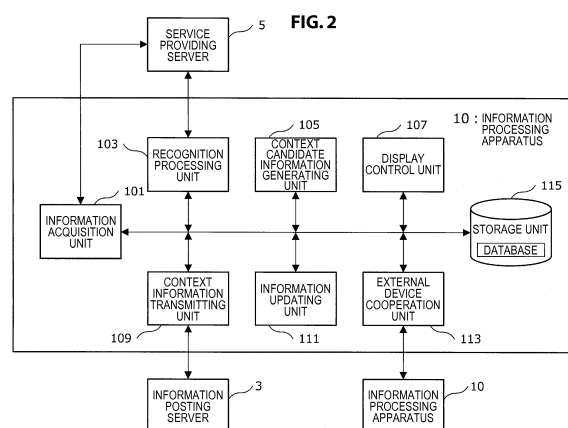 FIG. 2
5
SERVICE
PROVIDING
SERVER
10 : INFORMATION
PROCESSING
APPARATUS
103
RECOGNITION
PROCESSING
UNIT
105
CONTEXT
CANDIDATE
INFORMATION
GENERATING
UNIT
107
DISPLAY
CONTROL UNIT
101
INFORMATION
ACQUISITION
UNIT
115
STORAGE UNIT
DATABASE
CONTEXT
INFORMATION
TRANSMITTING
UNIT
109
INFORMATION
UPDATING
UNIT
111
EXTERNAL
DEVICE
COOPERATION
UNIT
113
INFORMATION
POSTING
SERVER
3
INFORMATION
PROCESSING
APPARATUS
10